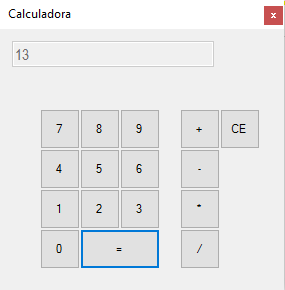 Calculadora x
13
7 8 9 + CE
4 5 6 -
1 2 3 *
0 = /